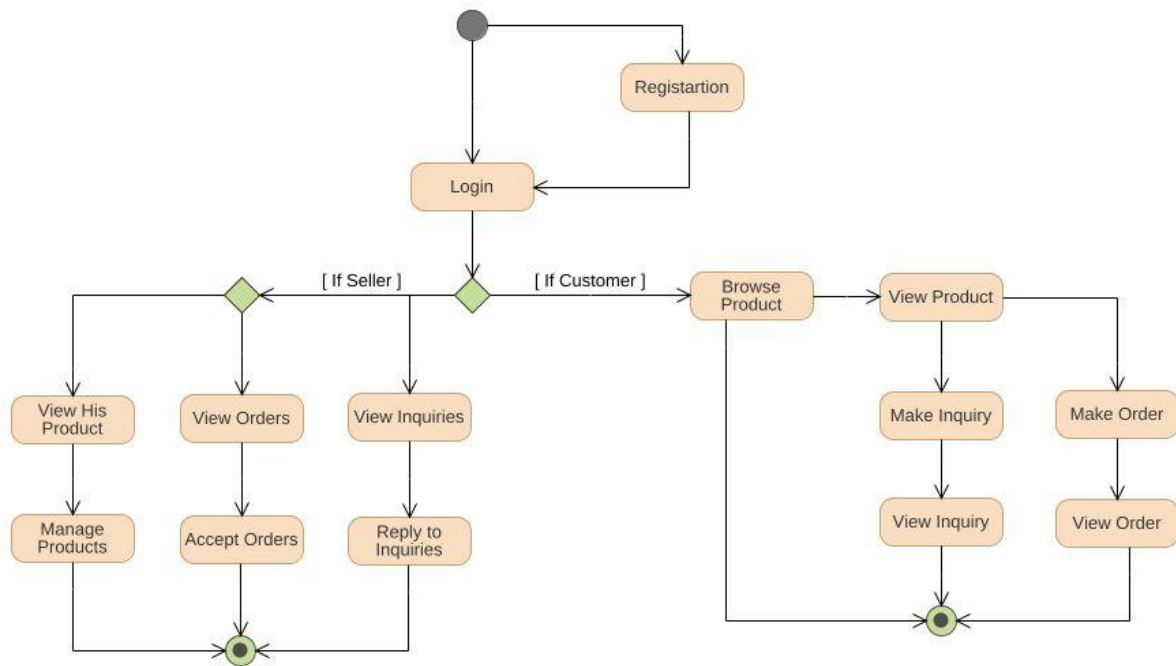 Registartion
Login
[ If Seller ]
[ If Customer ]
Browse
Product
View Product
View His
Product
View Orders
View Inquiries
Make Inquiry
Make Order
Manage
Products
Accept Orders
Reply to
Inquiries
View Inquiry
View Order